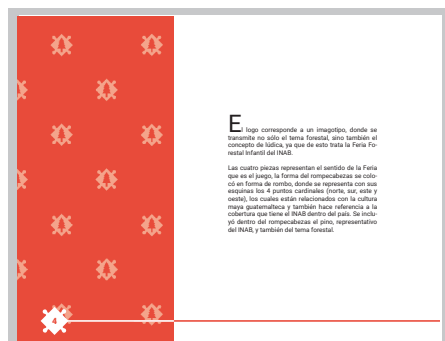 El logo corresponde a un imagotipo, donde se
transmite no sólo el tema forestal, sino también el
concepto de lúdica, ya que de esto trata la Feria Fo-
restal Infantil del INAB.
Las cuatro piezas representan el sentido de la Feria
que es el juego, la forma del rompecabezas se colo-
có en forma de rombo, donde se representa con sus
esquinas los 4 puntos cardinales (norte, sur, este y
oeste), los cuales están relacionados con la cultura
maya guatemalteca y también hace referencia a la
cobertura que tiene el INAB dentro del país. Se inclu-
yó dentro del rompecabezas el pino, representativo
del INAB, y también del tema forestal.
4